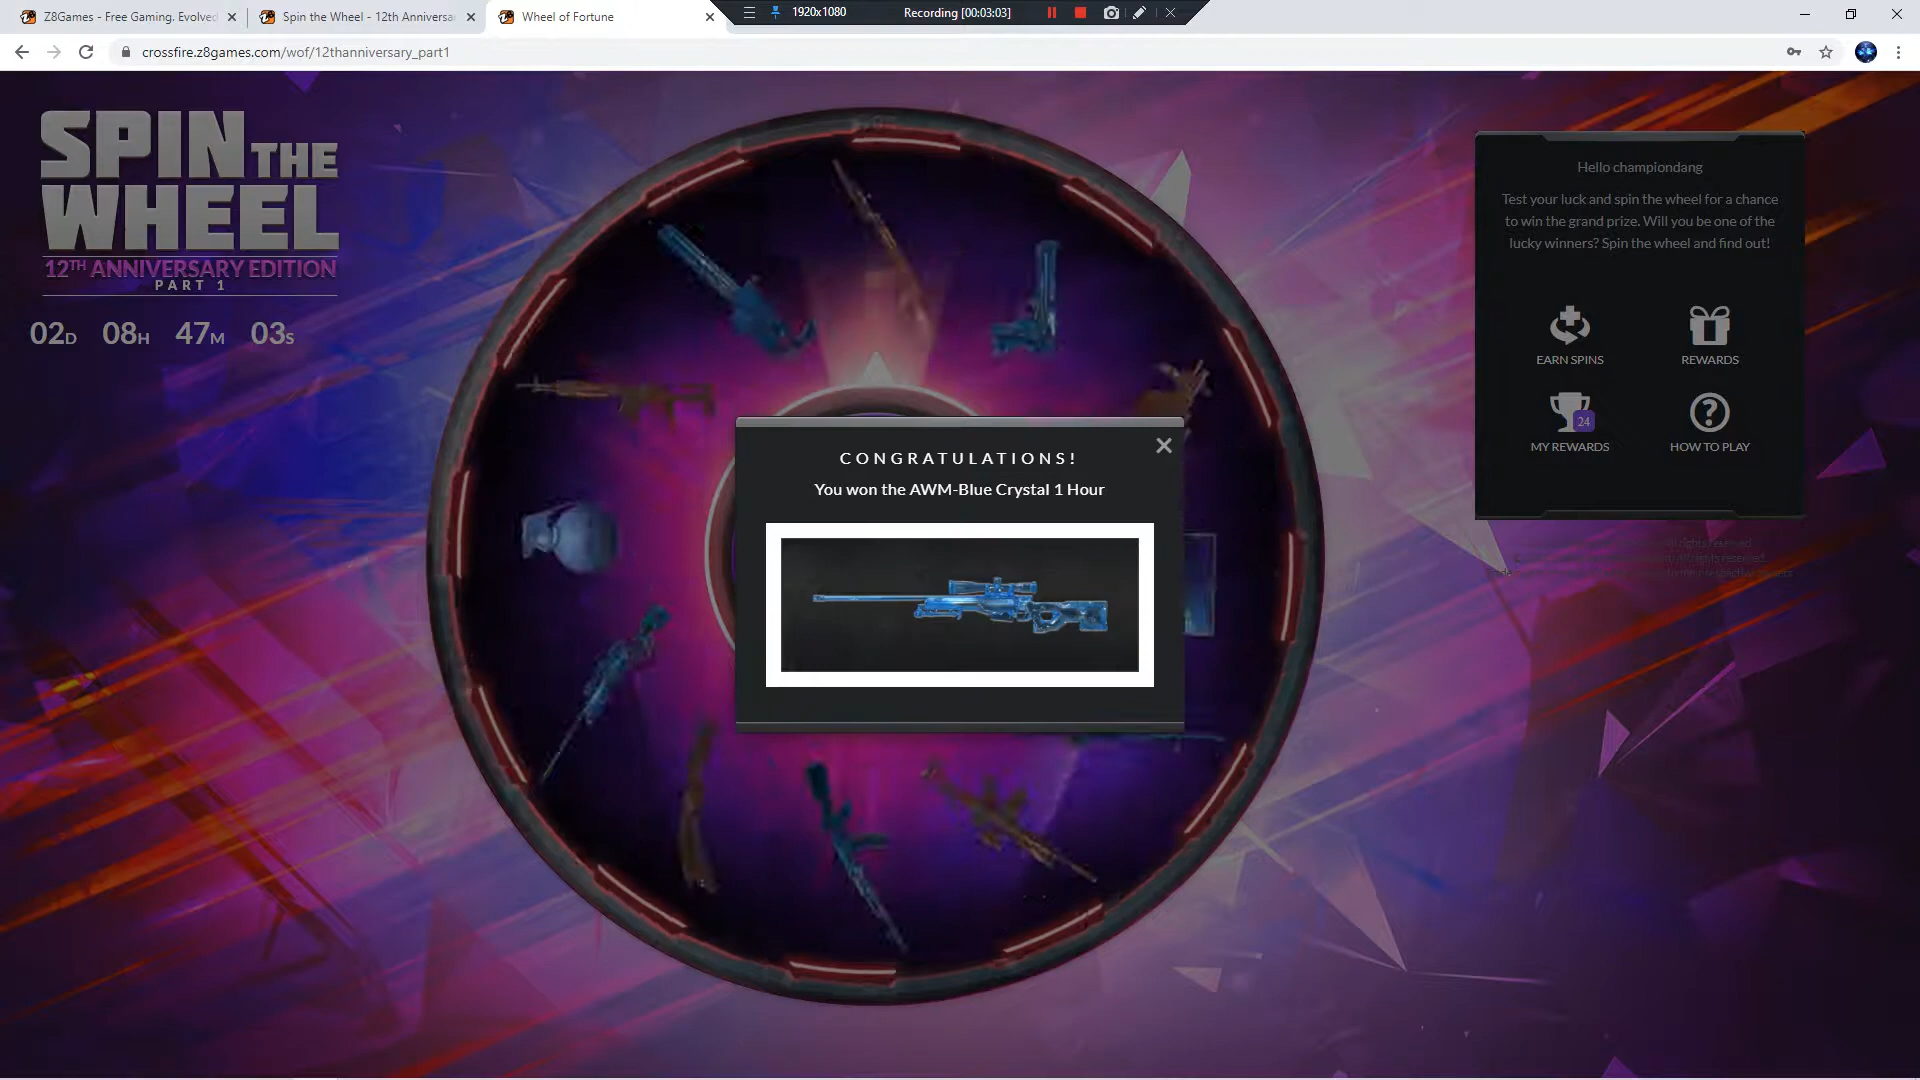 Z8Games - Free Gaming. Evolved
Spin the Wheel - 12th Anniversa
Wheel of Fortune
1920x1080
Recording [00:03:03]
crossfire.z8games.com/wof/12thanniversary_part1
SPIN THE
WHEEL
12TH ANNIVERSARY EDITION
PART 1
02D 08H 47M 03S
Hello championdang
Test your luck and spin the wheel for a chance
to win the grand prize. Will you be one of the
lucky winners? Spin the wheel and find out!
EARN SPINS
REWARDS
24
MY REWARDS
HOW TO PLAY
CONGRATULATIONS!
You won the AWM-Blue Crystal 1 Hour